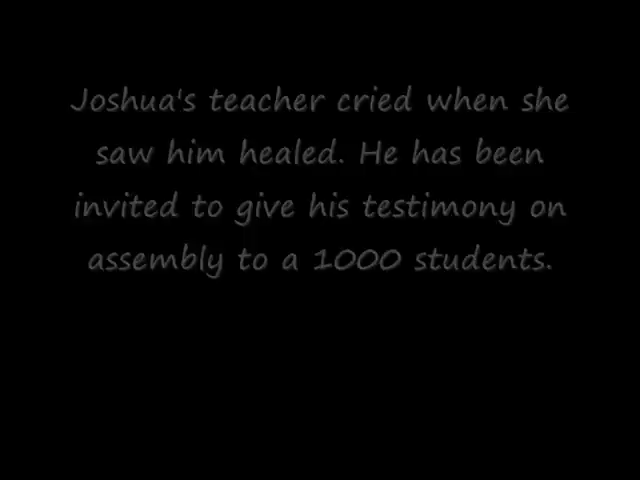 Joshua's teacher cried when she
saw him healed. He has been
invited to give his testimony on
assembly to a 1000 students.